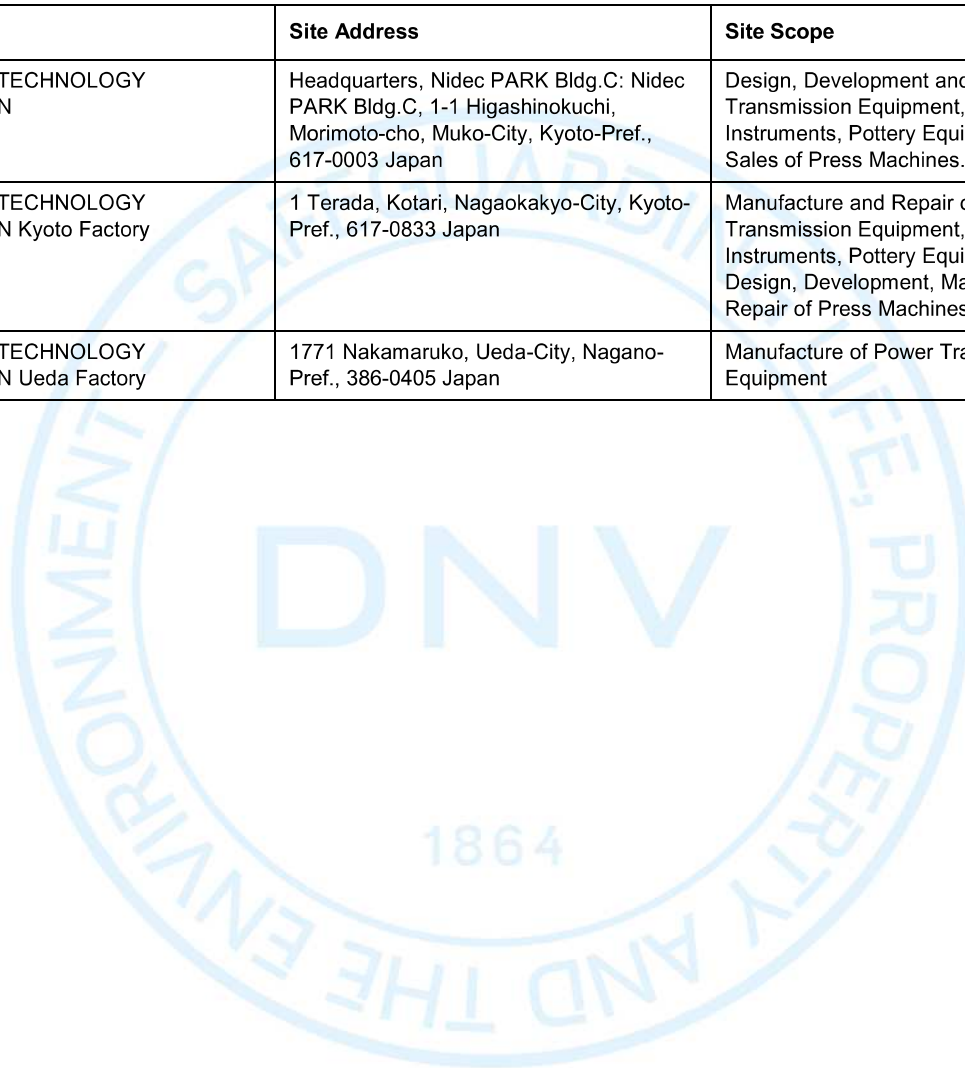 Site Address
Site Scope
TECHNOLOGY
N
Headquarters, Nidec PARK Bldg.C: Nidec
PARK Bldg.C, 1-1 Higashinokuchi,
Morimoto-cho, Muko-City, Kyoto-Pref.,
617-0003 Japan
Design, Development and
Transmission Equipment,
Instruments, Pottery Equi
Sales of Press Machines.
TECHNOLOGY
N Kyoto Factory
1 Terada, Kotari, Nagaokakyo-City, Kyoto-
Pref., 617-0833 Japan
Manufacture and Repair o
Transmission Equipment,
Instruments, Pottery Equi
Design, Development, Ma
Repair of Press Machines
TECHNOLOGY
N Ueda Factory
1771 Nakamaruko, Ueda-City, Nagano-
Pref., 386-0405 Japan
Manufacture of Power Tra
Equipment
SAFEGUARDING LIFE, PROPERTY AND THE ENVIRONMENT –
DNV
1864